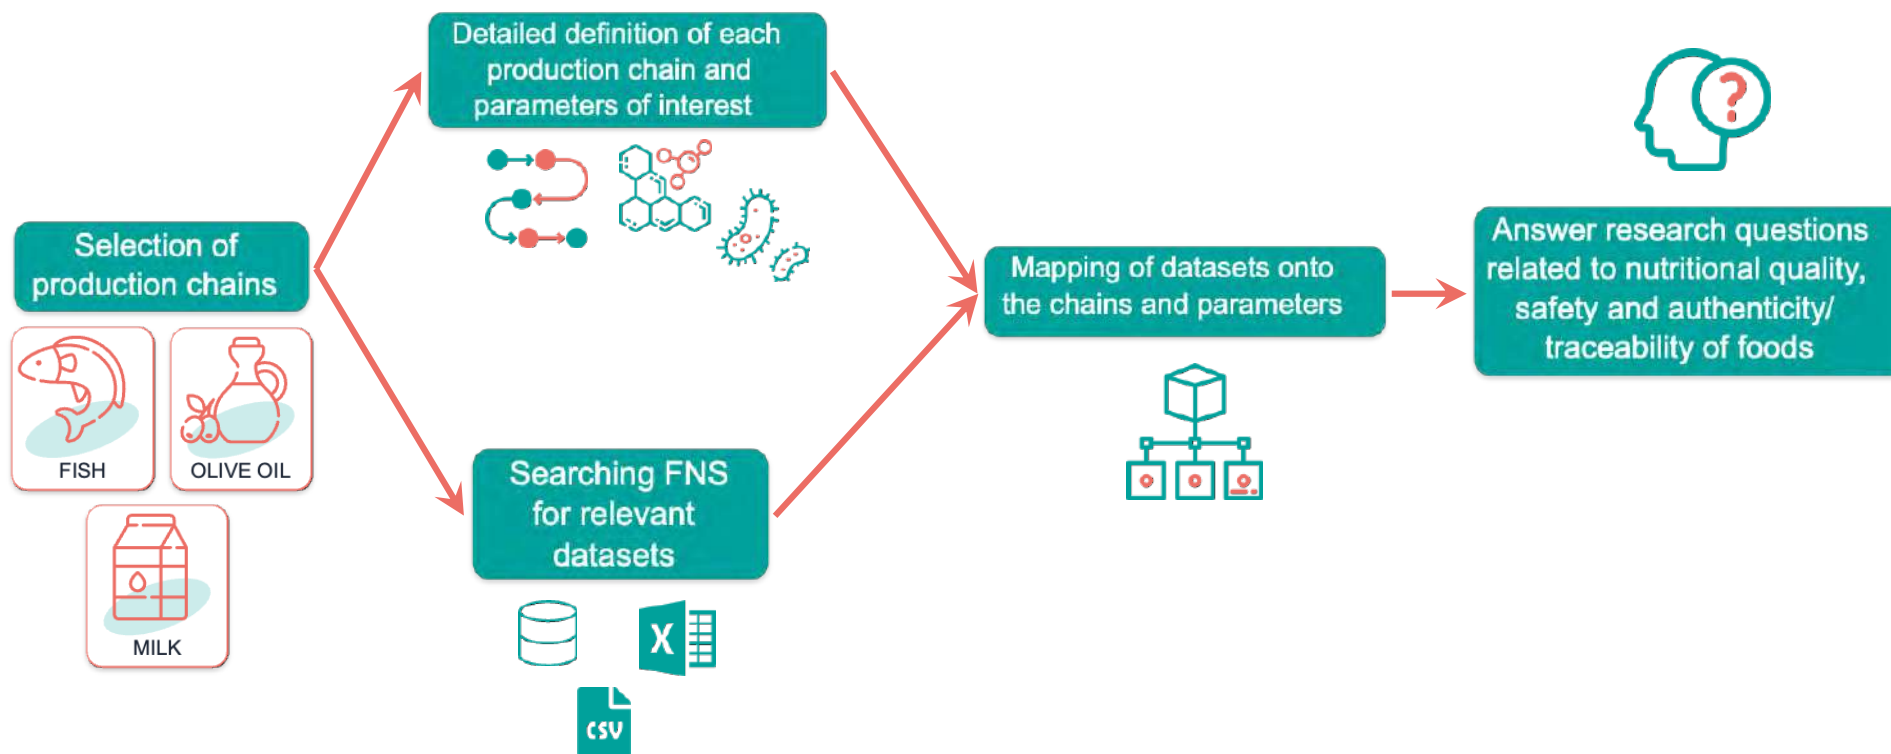 Selection of
production chains
FISH
OLIVE OIL
MILK
Detailed definition of each
production chain and
parameters of interest
Searching FNS
for relevant
datasets
X
CSV
Mapping of datasets onto
the chains and parameters
?
Answer research questions
related to nutritional quality,
safety and authenticity/
traceability of foods